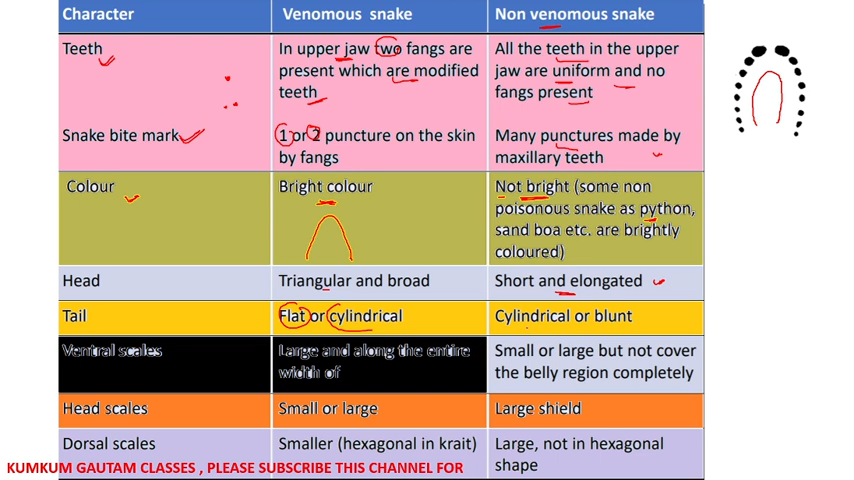 Character Venomous snake Non venomous snake
Teeth In upper jaw two fangs are All the teeth in the upper
present which are modified jaw are uniform and no
teeth fangs present
Snake bite mark 1 or 2 puncture on the skin Many punctures made by
by fangs maxillary teeth
Colour Bright colour Not bright (some non
poisonous snake as python,
sand boa etc. are brightly
coloured)
Head Triangular and broad Short and elongated
Tail Flat or cylindrical Cylindrical or blunt
Ventral scales Large and along the entire Small or large but not cover
width of the belly region completely
Head scales Small or large Large shield
Dorsal scales Smaller (hexagonal in krait) Large, not in hexagonal
shape
KUMKUM GAUTAM CLASSES , PLEASE SUBSCRIBE THIS CHANNEL FOR